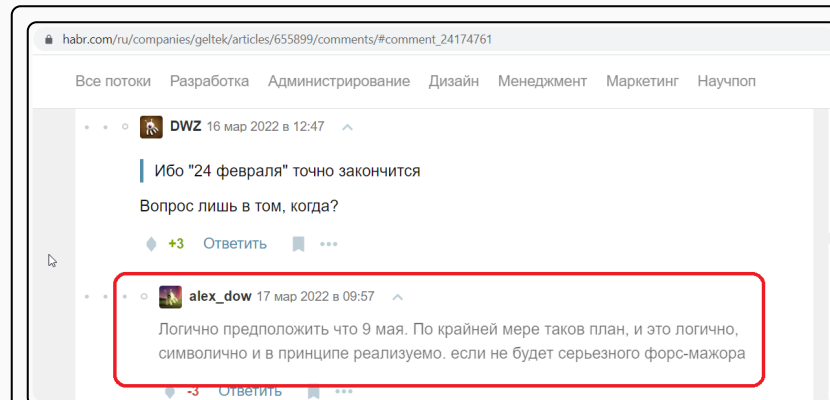 habr.com/ru/companies/geltek/articles/655899/comments/#comment_24174761
Все потоки Разработка Администрирование Дизайн Менеджмент Маркетинг Научпоп
DWZ 16 мар 2022 в 12:47
Ибо "24 февраля" точно закончится
Вопрос лишь в том, когда?
+3 Ответить
alex_dow 17 мар 2022 в 09:57
Логично предположить что 9 мая. По крайней мере таков план, и это логично,
символично и в принципе реализуемо. если не будет серьезного форс-мажора
-3 Ответить